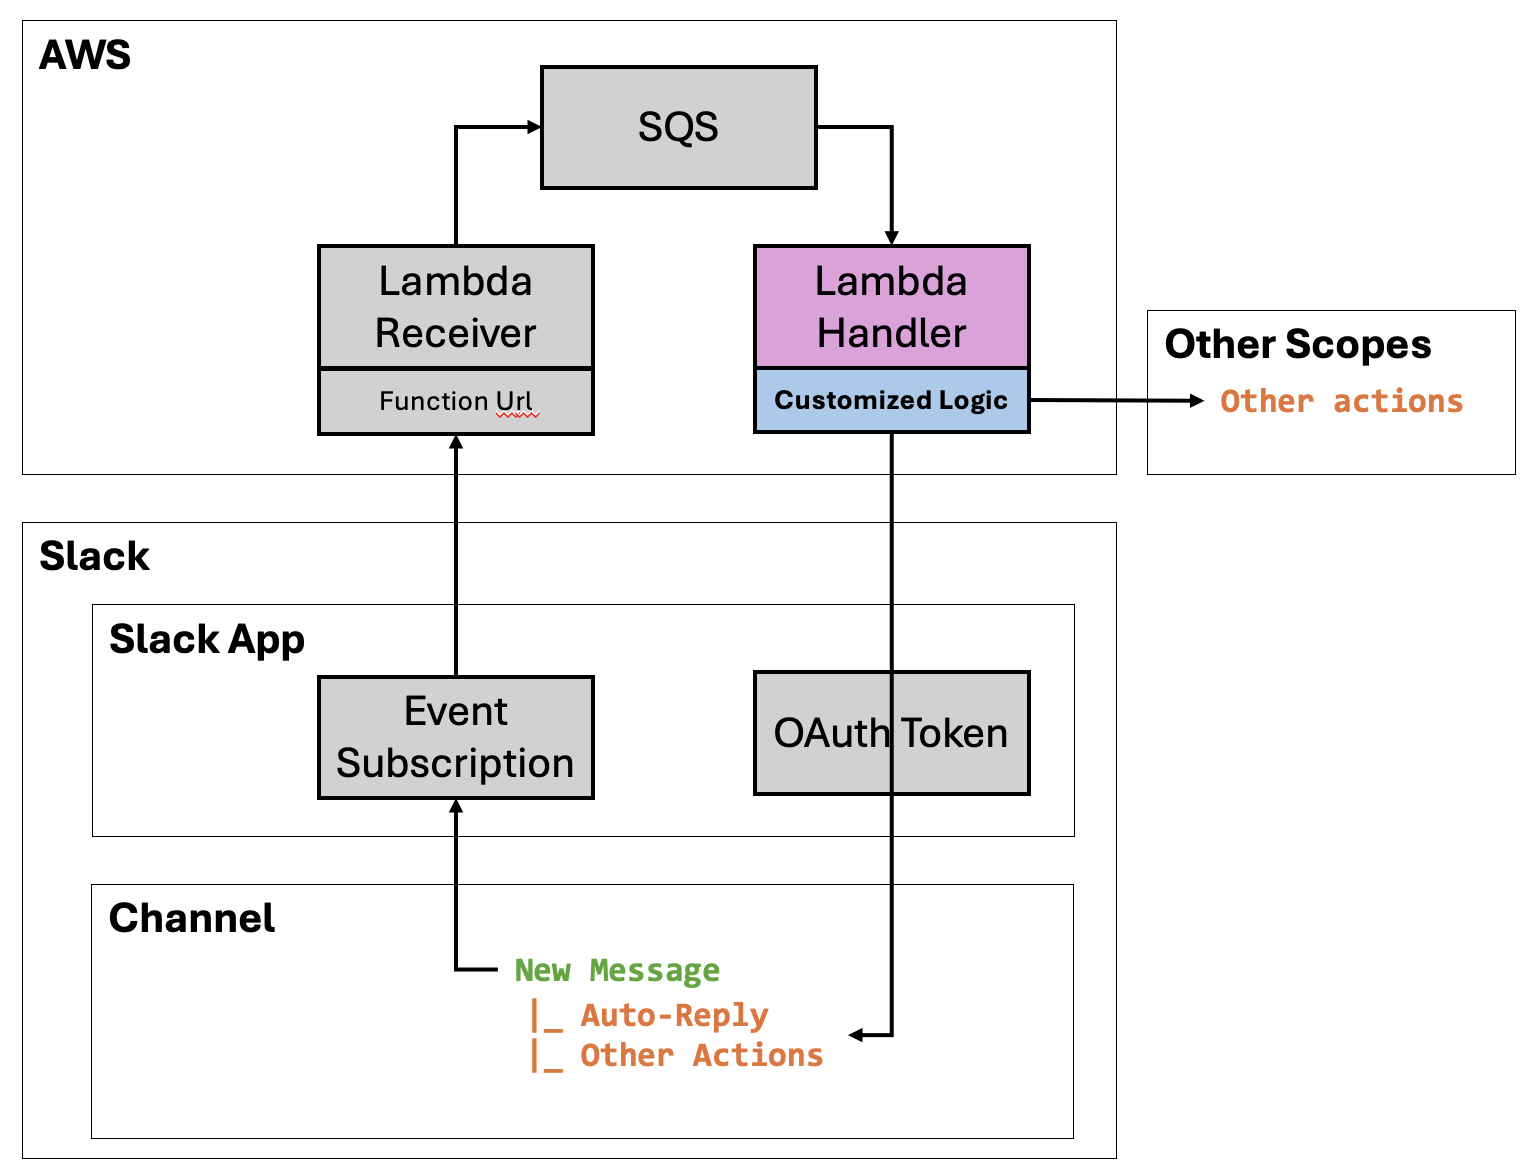 AWS
SQS
Lambda
Receiver
Function Url
Lambda
Handler
Customized Logic
Other Scopes
Other actions
Slack
Slack App
Event
Subscription
OAuth Token
Channel
New Message
|_ Auto-Reply
|_ Other Actions